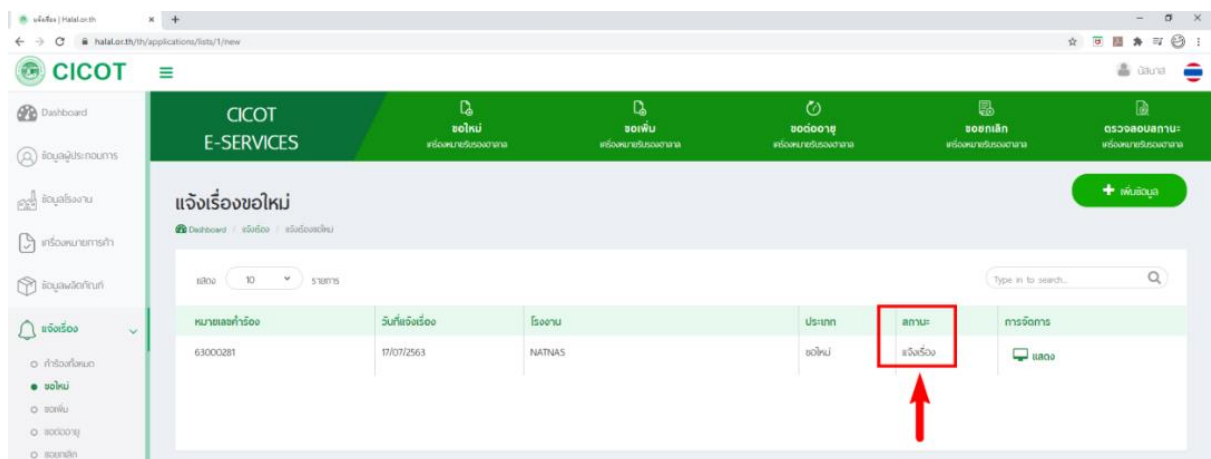 แจ้งเรื่อง | Halal.or.th
halal.or.th/th/applications/lists/1/new
CICOT
นัสบาส
Dashboard
ข้อมูลผู้ประกอบการ
ข้อมูลโรงงาน
เครื่องหมายการค้า
ข้อมูลผลิตภัณฑ์
แจ้งเรื่อง
คำร้องทั้งหมด
ขอใหม่
ขอเพิ่ม
ขอต่ออายุ
ขอยกเลิก
CICOT
E-SERVICES
ขอใหม่
เครื่องหมายรับรองฮาลาล
ขอเพิ่ม
เครื่องหมายรับรองฮาลาล
ขอต่ออายุ
เครื่องหมายรับรองฮาลาล
ขอยกเลิก
เครื่องหมายรับรองฮาลาล
ตรวจสอบสถานะ
เครื่องหมายรับรองฮาลาล
แจ้งเรื่องขอใหม่
+ เพิ่มข้อมูล
Dashboard / แจ้งเรื่อง / แจ้งเรื่องขอใหม่
แสดง 10 รายการ
Type in to search..
หมายเลขคำร้อง วันที่แจ้งเรื่อง โรงงาน ประเภท สถานะ การจัดการ
63000281 17/07/2563 NATNAS ขอใหม่ แจ้งเรื่อง แสดง